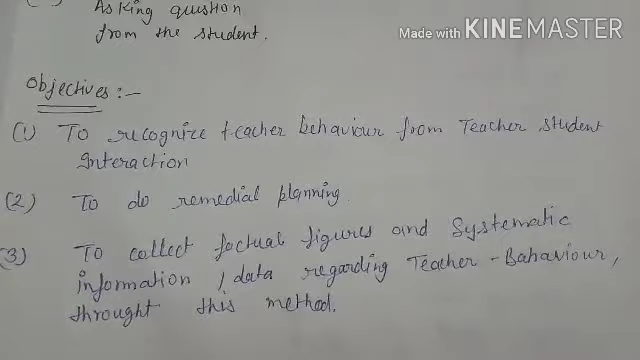 Asking question
from the student.
Made with KINEMASTER
Objectives :-
(1) To recognize teacher behaviour from Teacher student
Interaction
(2) To do remedial planning.
(3) To collect factual figures and Systematic
information / data regarding Teacher - Bahaviour,
throught this method.